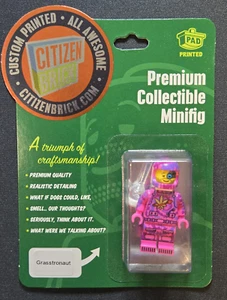 CUSTOM PRINTED • ALL AWESOME •
CITIZEN
BRICK
CITIZENBRICK.COM
PAD
PRINTED
Premium
Collectible
Minifig
A triumph of
craftsmanship!
• PREMIUM QUALITY
• REALISTIC DETAILING
• WHAT IF DOGS COULD, LIKE,
SMELL... OUR THOUGHTS?
• SERIOUSLY, THINK ABOUT IT.
• WHAT WERE WE TALKING ABOUT?
Grasstronaut